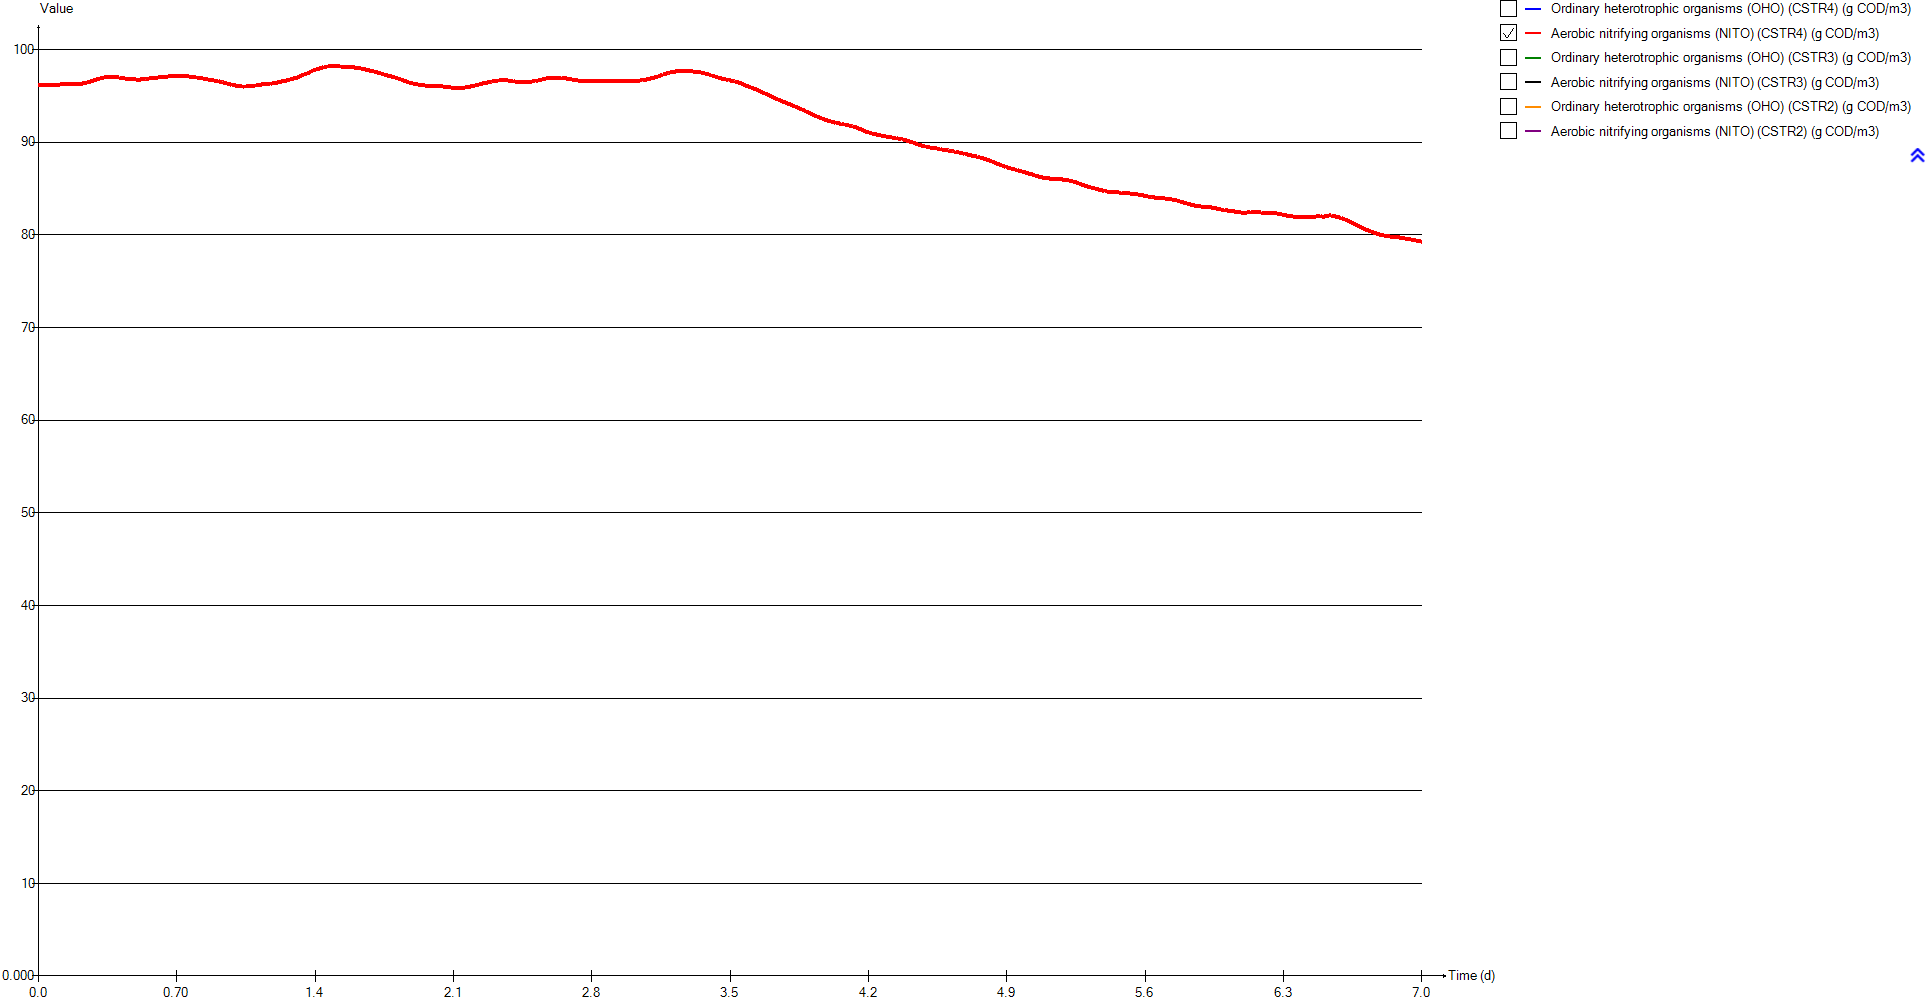 Value
100
90
80
70
60
50
40
30
20
10
0.000
0.0 0.70 1.4 2.1 2.8 3.5 4.2 4.9 5.6 6.3 7.0
Time (d)
Ordinary heterotrophic organisms (OHO) (CSTR4) (g COD/m3)
Aerobic nitrifying organisms (NITO) (CSTR4) (g COD/m3)
Ordinary heterotrophic organisms (OHO) (CSTR3) (g COD/m3)
Aerobic nitrifying organisms (NITO) (CSTR3) (g COD/m3)
Ordinary heterotrophic organisms (OHO) (CSTR2) (g COD/m3)
Aerobic nitrifying organisms (NITO) (CSTR2) (g COD/m3)